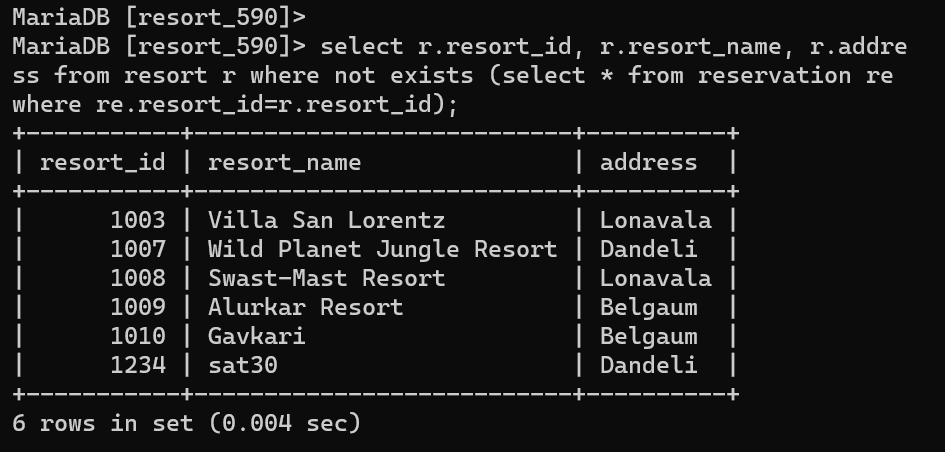 MariaDB [resort_590]>
MariaDB [resort_590]> select r.resort_id, r.resort_name, r.addre
ss from resort r where not exists (select * from reservation re
where re.resort_id=r.resort_id);
+-----------+---------------------------+----------+
| resort_id | resort_name               | address  |
+-----------+---------------------------+----------+
|      1003 | Villa San Lorentz         | Lonavala |
|      1007 | Wild Planet Jungle Resort | Dandeli  |
|      1008 | Swast-Mast Resort         | Lonavala |
|      1009 | Alurkar Resort            | Belgaum  |
|      1010 | Gavkari                   | Belgaum  |
|      1234 | sat30                     | Dandeli  |
+-----------+---------------------------+----------+
6 rows in set (0.004 sec)